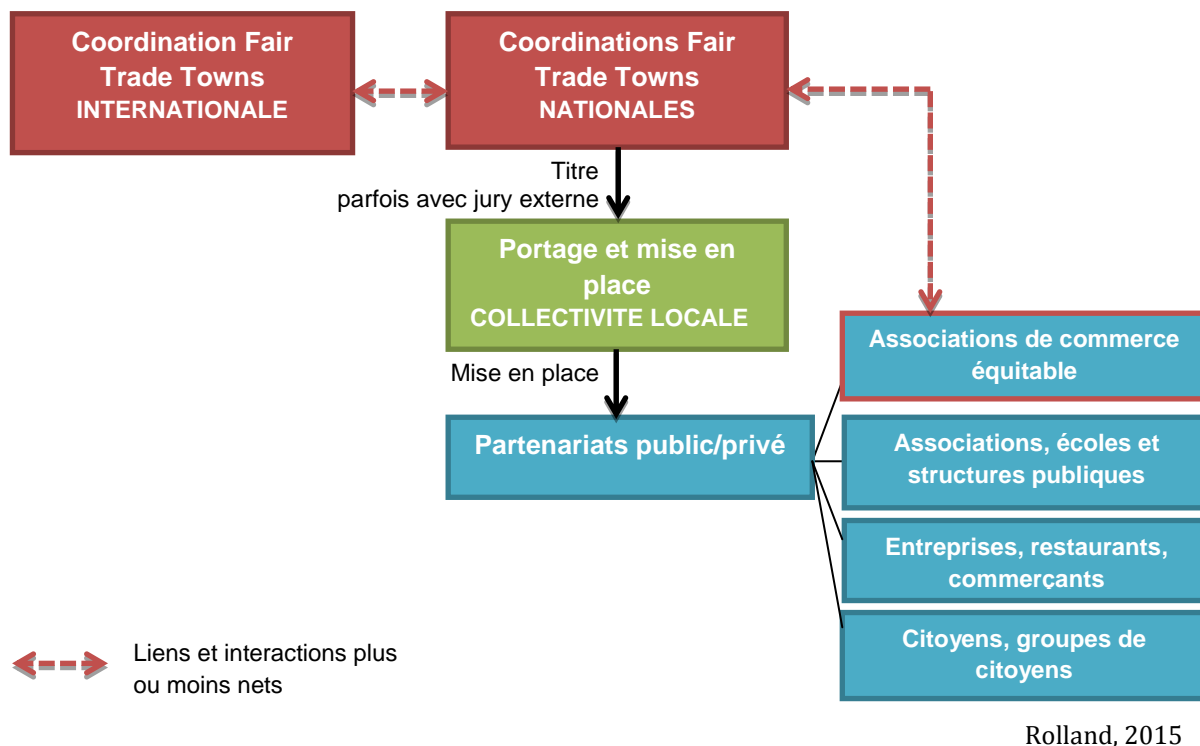 Coordination Fair
Trade Towns
INTERNATIONALE
Coordinations Fair
Trade Towns
NATIONALES
Titre
parfois avec jury externe
Portage et mise en
place
COLLECTIVITE LOCALE
Mise en place
Partenariats public/privé
Associations de commerce
équitable
Associations, écoles et
structures publiques
Entreprises, restaurants,
commerçants
Citoyens, groupes de
citoyens
Liens et interactions plus
ou moins nets
Rolland, 2015